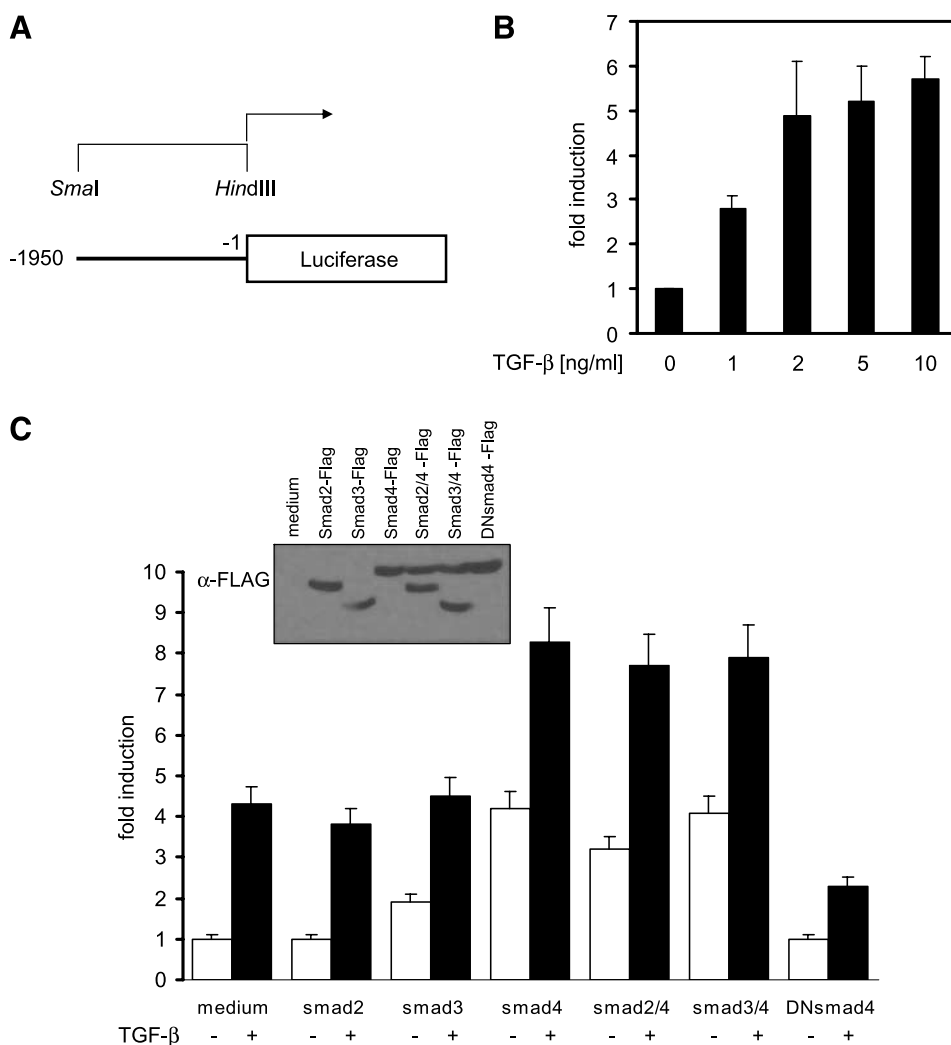 A
SmaI
HindIII
-1950
-1
Luciferase
B
fold induction
7
6
5
4
3
2
1
0
TGF-β [ng/ml]
0 1 2 5 10
C
medium
Smad2-Flag
Smad3-Flag
Smad4-Flag
Smad2/4 -Flag
Smad3/4 -Flag
DNsmad4 -Flag
α-FLAG
fold induction
10
9
8
7
6
5
4
3
2
1
0
medium smad2 smad3 smad4 smad2/4 smad3/4 DNsmad4
TGF-β - + - + - + - + - + - + - +